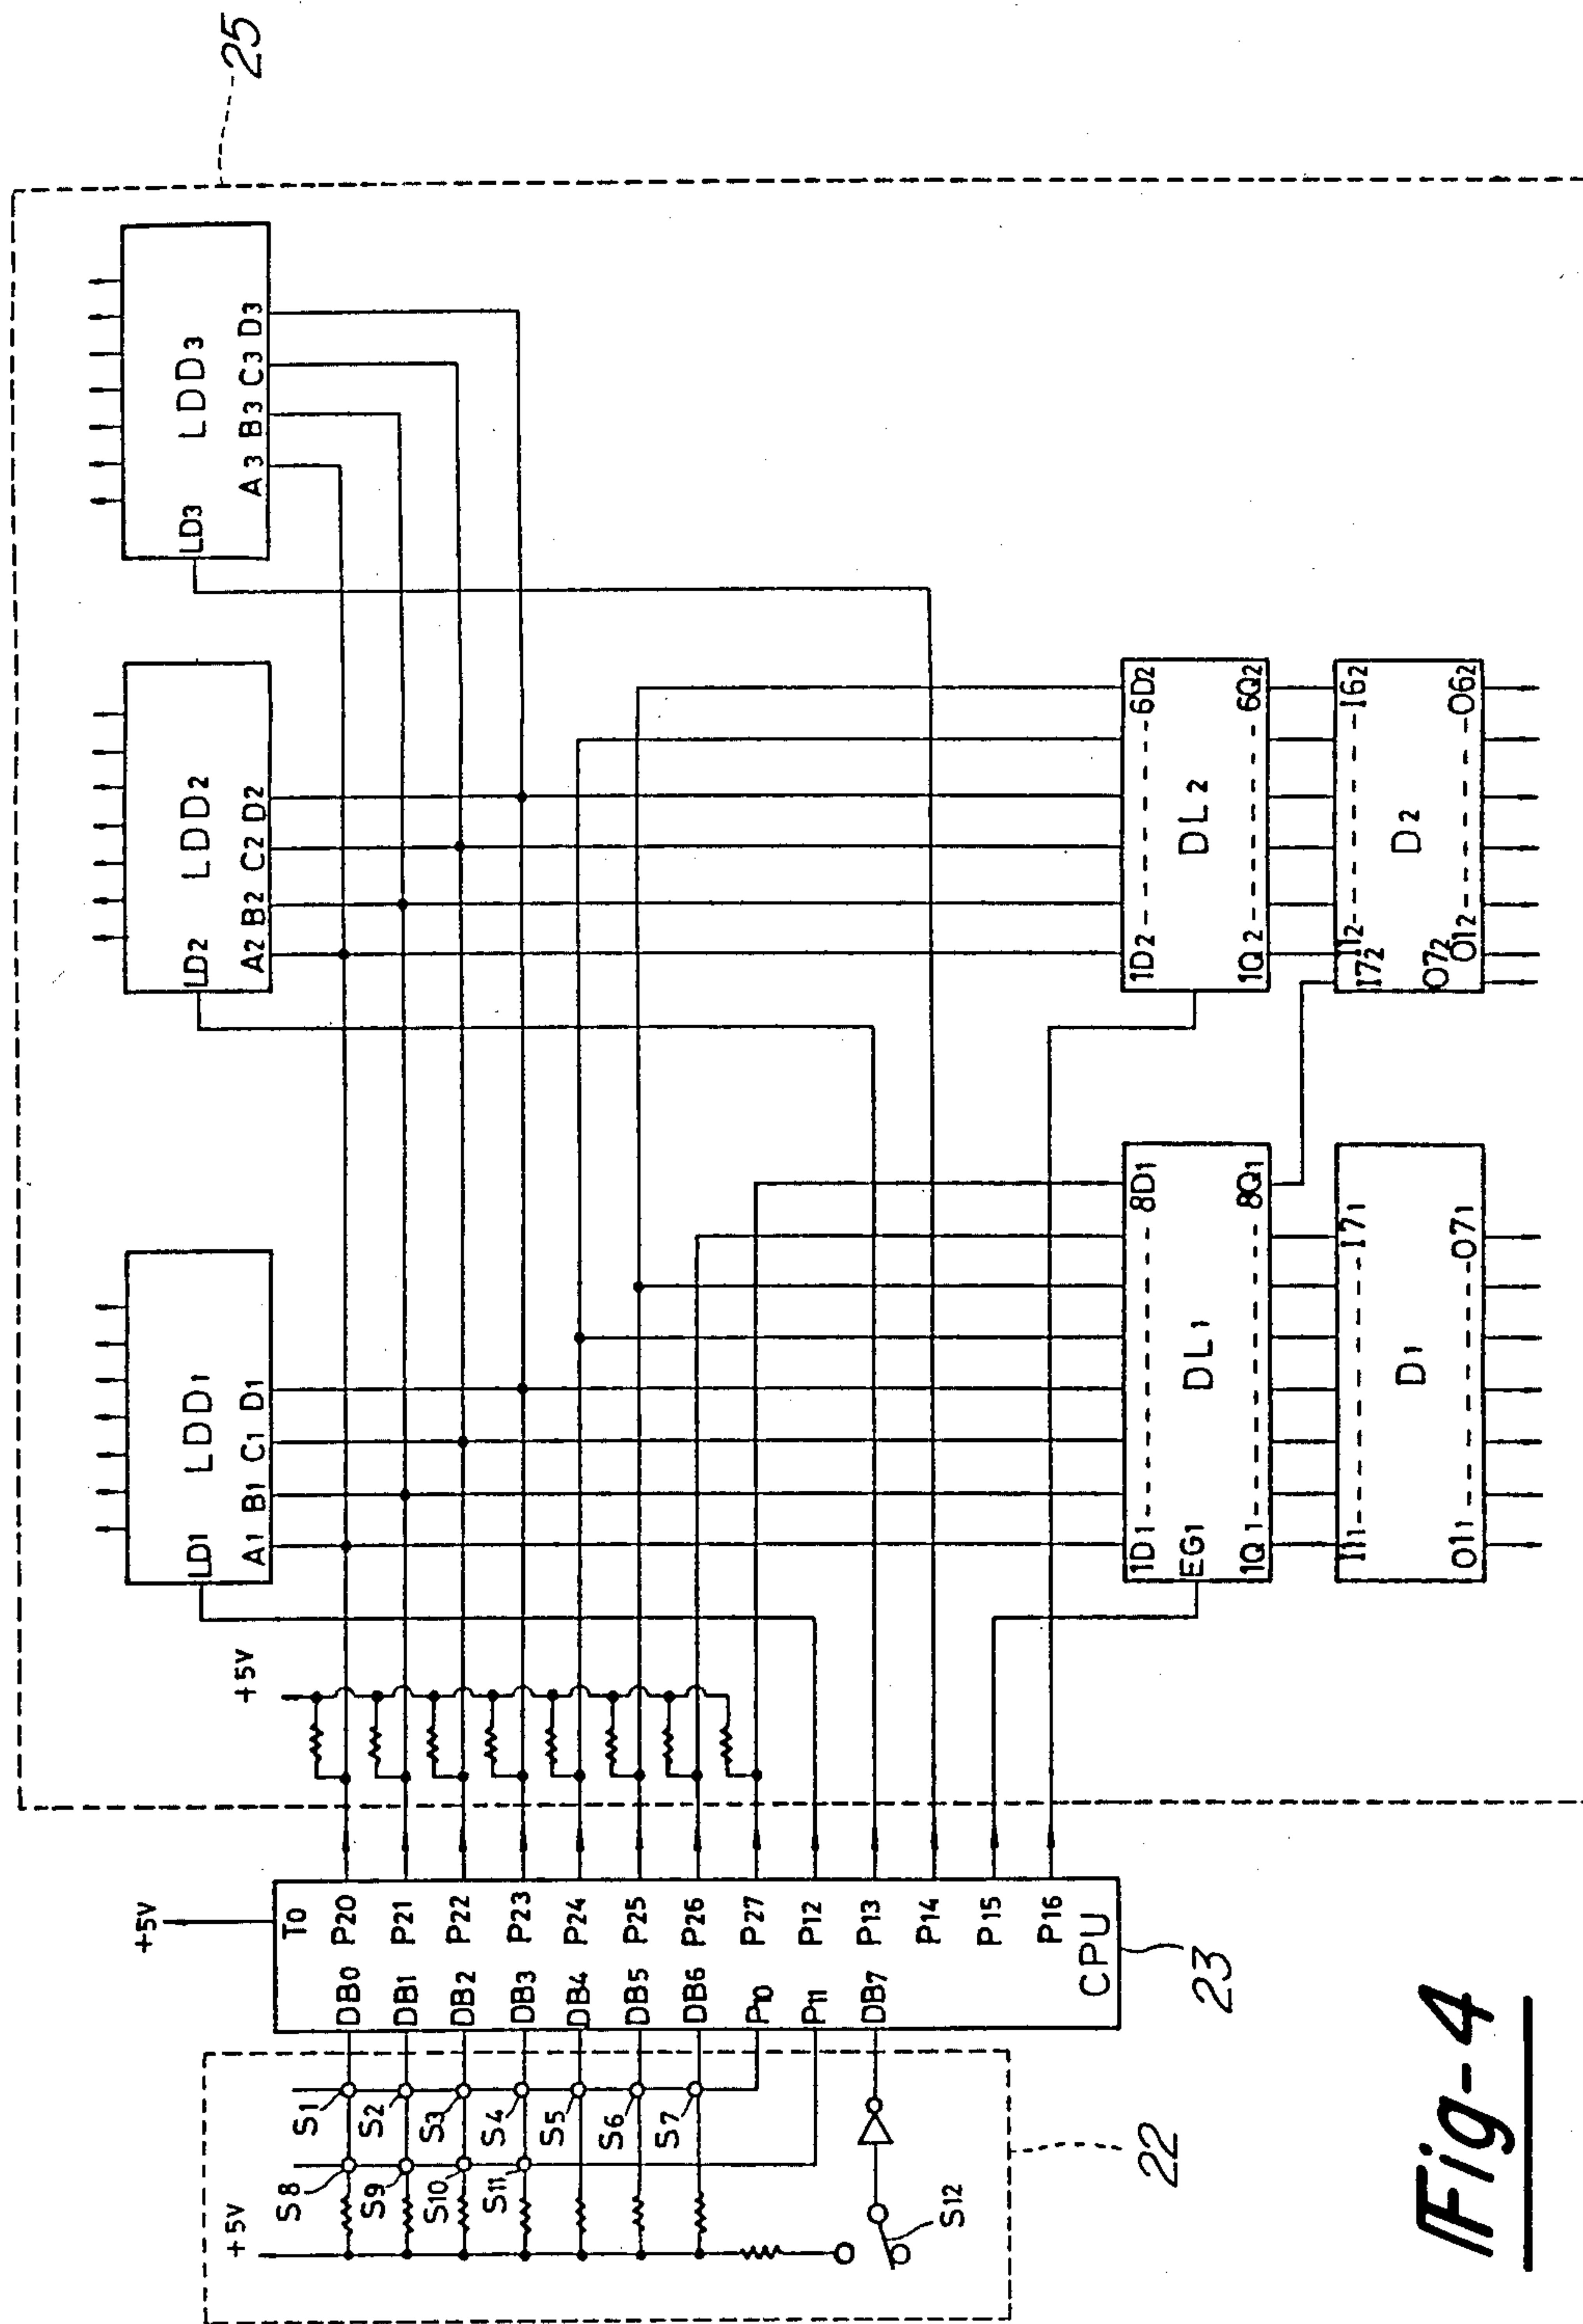 25
LDD1
LD1
A1 B1 C1 D1
LDD2
LD2
A2 B2 C2 D2
LDD3
LD3
A3 B3 C3 D3
+5V
+5V
T0
DB0 P20
DB1 P21
DB2 P22
DB3 P23
DB4 P24
DB5 P25
DB6 P26
P10 P27
P11 P12
DB7 P13
P14
P15
P16
CPU
23
+5V
S8 S1
S9 S2
S10 S3
S11 S4
S5
S6
S7
S12
22
1D1 ------ 8D1
EG1
DL1
1Q1 ------ 8Q1
I11 ------ I71
D1
O11 ------ O71
1D2 ------ 6D2
DL2
1Q2 ------ 6Q2
I12 ------ I62
I72
D2
O72
O12 ------ O62
Fig-4